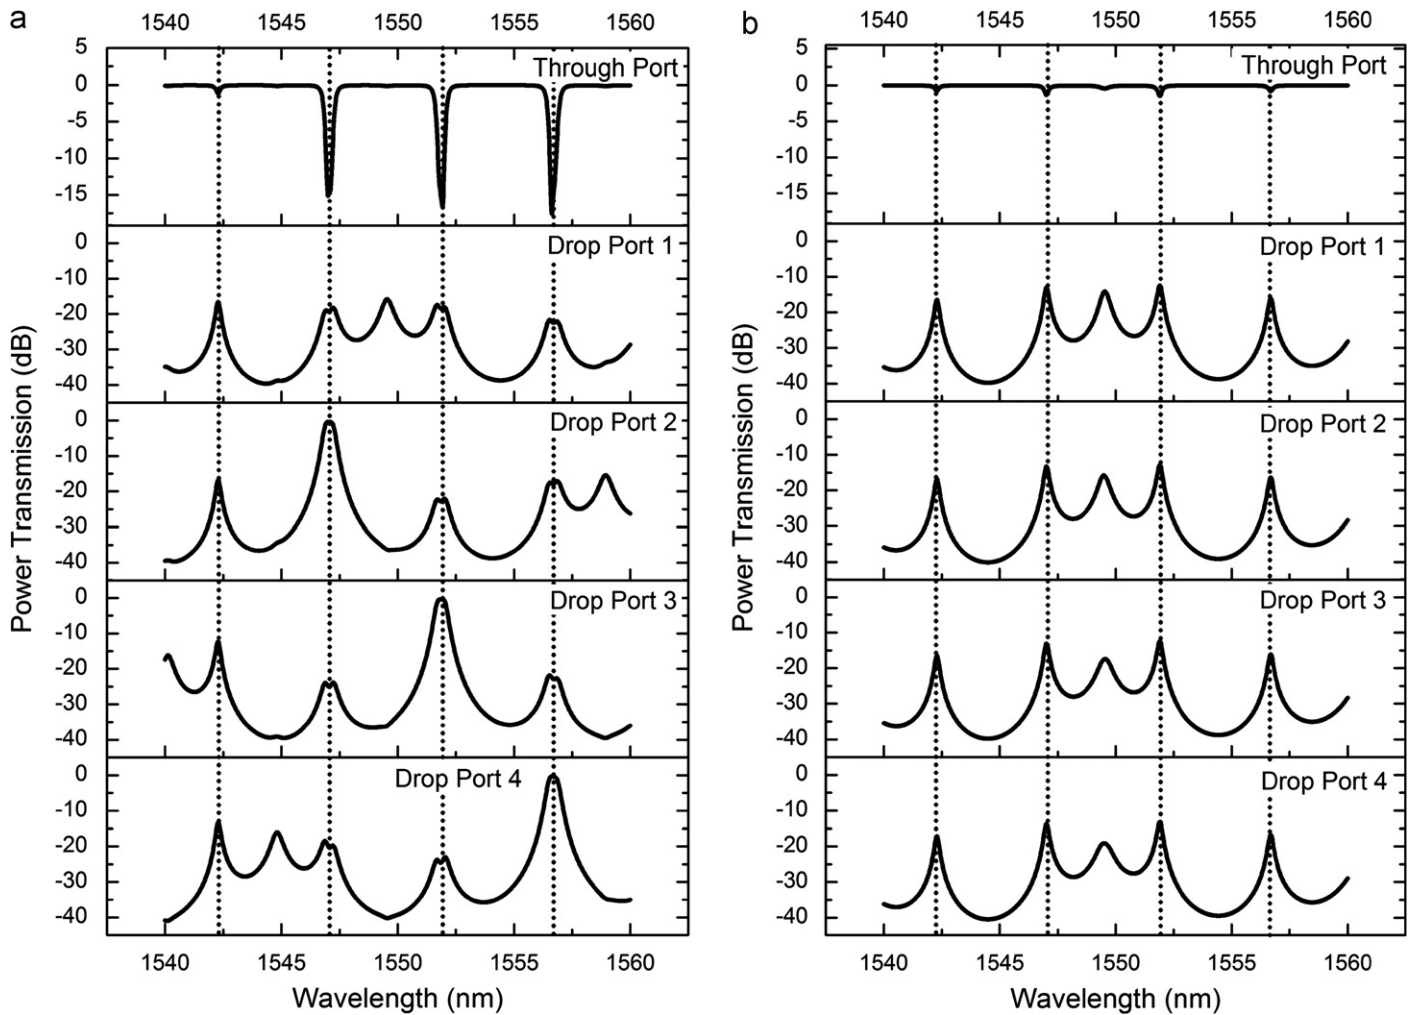 a
1540 1545 1550 1555 1560
5
0
-5
-10
-15
Through Port
0
-10
-20
-30
-40
Drop Port 1
0
-10
-20
-30
-40
Drop Port 2
0
-10
-20
-30
-40
Drop Port 3
0
-10
-20
-30
-40
Drop Port 4
1540 1545 1550 1555 1560
Wavelength (nm)
Power Transmission (dB)
b
1540 1545 1550 1555 1560
5
0
-5
-10
-15
Through Port
0
-10
-20
-30
-40
Drop Port 1
0
-10
-20
-30
-40
Drop Port 2
0
-10
-20
-30
-40
Drop Port 3
0
-10
-20
-30
-40
Drop Port 4
1540 1545 1550 1555 1560
Wavelength (nm)
Power Transmission (dB)